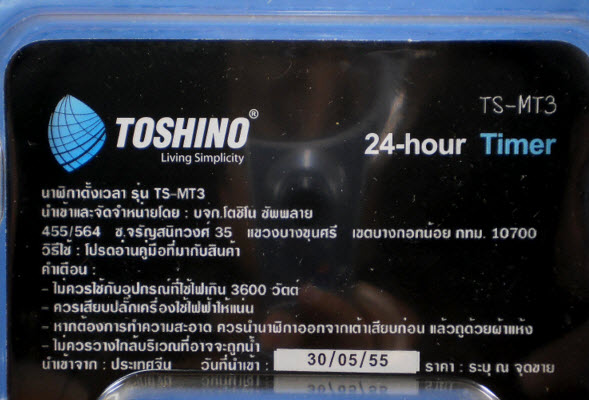 TS-MT3
TOSHINO®
Living Simplicity
24-hour Timer
นาฬิกาตั้งเวลา รุ่น TS-MT3
นำเข้าและจัดจำหน่ายโดย : บจก.โตชิโน ซัพพลาย
455/564 ซ.จรัญสนิทวงศ์ 35 แขวงบางขุนศรี เขตบางกอกน้อย กทม. 10700
วิธีใช้ : โปรดอ่านคู่มือที่มากับสินค้า
คำเตือน :
- ไม่ควรใช้กับอุปกรณ์ที่ใช้ไฟเกิน 3600 วัตต์
- ควรเสียบปลั๊กเครื่องใช้ไฟฟ้าให้แน่น
- หากต้องการทำความสะอาด ควรนำนาฬิกาออกจากเต้าเสียบก่อน แล้วถูด้วยผ้าแห้ง
- ไม่ควรวางใกล้บริเวณที่อาจจะถูกน้ำ
นำเข้าจาก : ประเทศจีน วันที่นำเข้า : 30/05/55 ราคา : ระบุ ณ จุดขาย